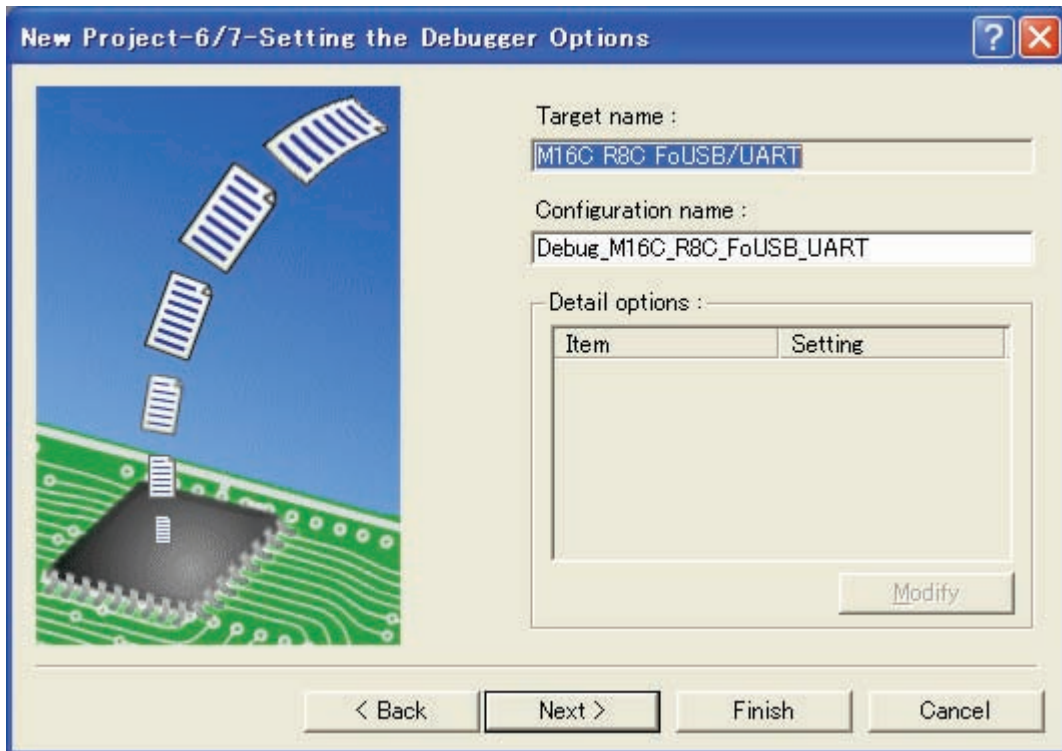 New Project-6/7-Setting the Debugger Options
Target name :
M16C R8C FoUSB/UART
Configuration name :
Debug_M16C_R8C_FoUSB_UART
Detail options :
Item Setting
Modify
< Back Next > Finish Cancel